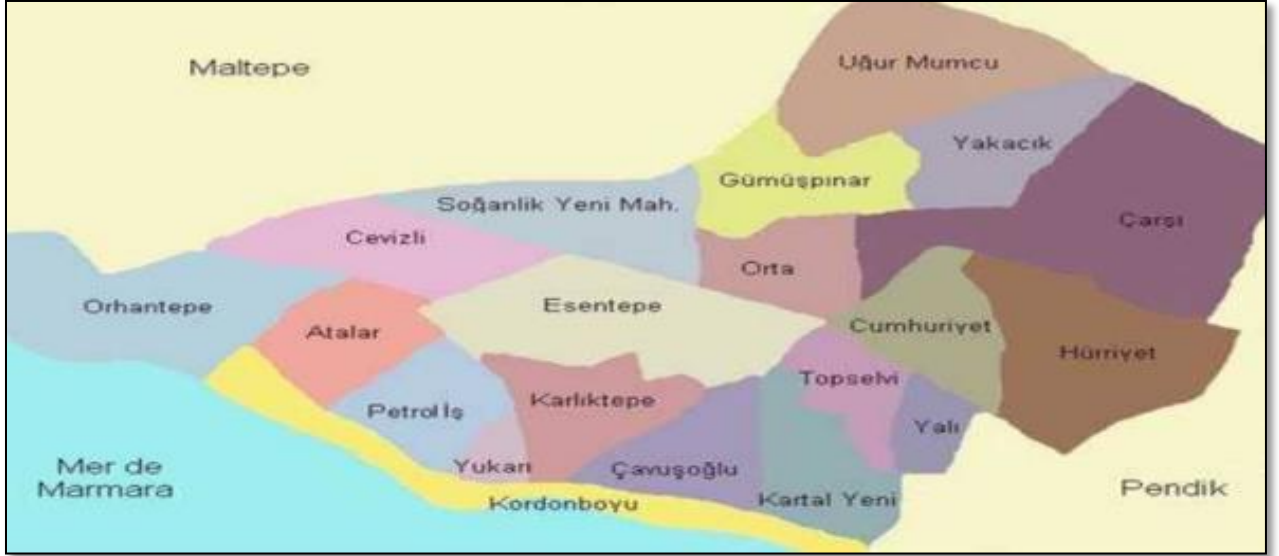 Maltepe
Uğur Mumcu
Yakacık
Gümüşpınar
Soğanlik Yeni Mah.
Çarşı
Cevizli
Orta
Orhantepe
Esentepe
Atalar
Cumhuriyet
Hürriyet
Topselvi
Karlıktepe
Petrol İş
Yalı
Yukarı
Çavuşoğlu
Mer de
Marmara
Kordonboyu
Kartal Yeni
Pendik